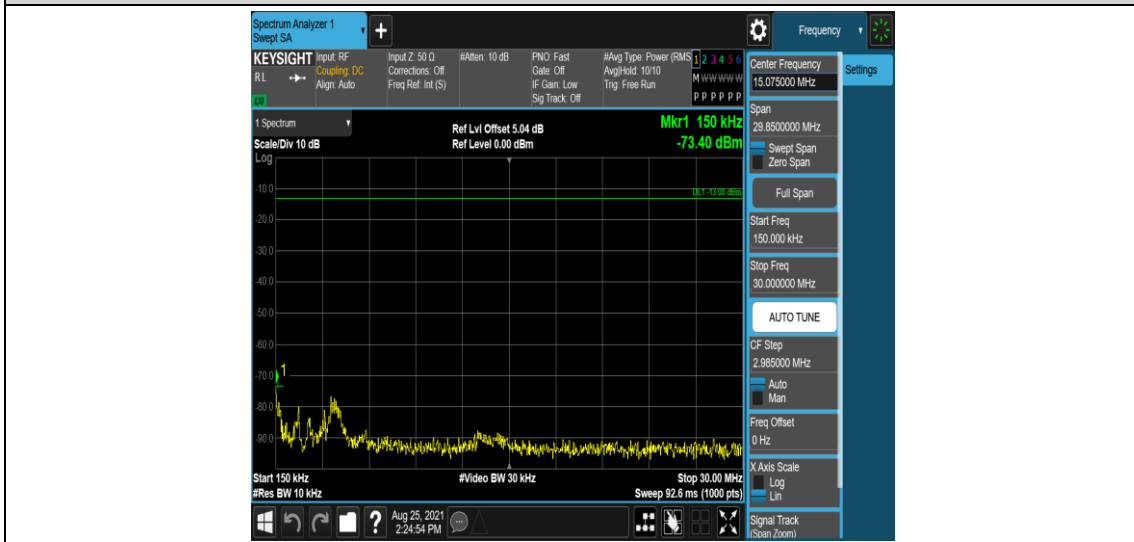 Spectrum Analyzer 1
Swept SA
+
Frequency
KEYSIGHT
RL
LXI
Input: RF
Coupling: DC
Align: Auto
Input Z: 50 Ω
Corrections: Off
Freq Ref: Int (S)
#Atten: 10 dB
PNO: Fast
Gate: Off
IF Gain: Low
Sig Track: Off
#Avg Type: Power (RMS
Avg|Hold: 10/10
Trig: Free Run
1 2 3 4 5 6
M W W W W W
P P P P P P
1 Spectrum
Scale/Div 10 dB
Log
Ref Lvl Offset 5.04 dB
Ref Level 0.00 dBm
Mkr1 150 kHz
-73.40 dBm
DL1 -13.00 dBm
-10.0
-20.0
-30.0
-40.0
-50.0
-60.0
-70.0
-80.0
-90.0
1
Start 150 kHz
#Res BW 10 kHz
#Video BW 30 kHz
Stop 30.00 MHz
Sweep 92.6 ms (1000 pts)
Center Frequency
15.075000 MHz
Settings
Span
29.8500000 MHz
Swept Span
Zero Span
Full Span
Start Freq
150.000 kHz
Stop Freq
30.000000 MHz
AUTO TUNE
CF Step
2.985000 MHz
Auto
Man
Freq Offset
0 Hz
X Axis Scale
Log
Lin
Signal Track
(Span Zoom)
?
Aug 25, 2021
2:24:54 PM